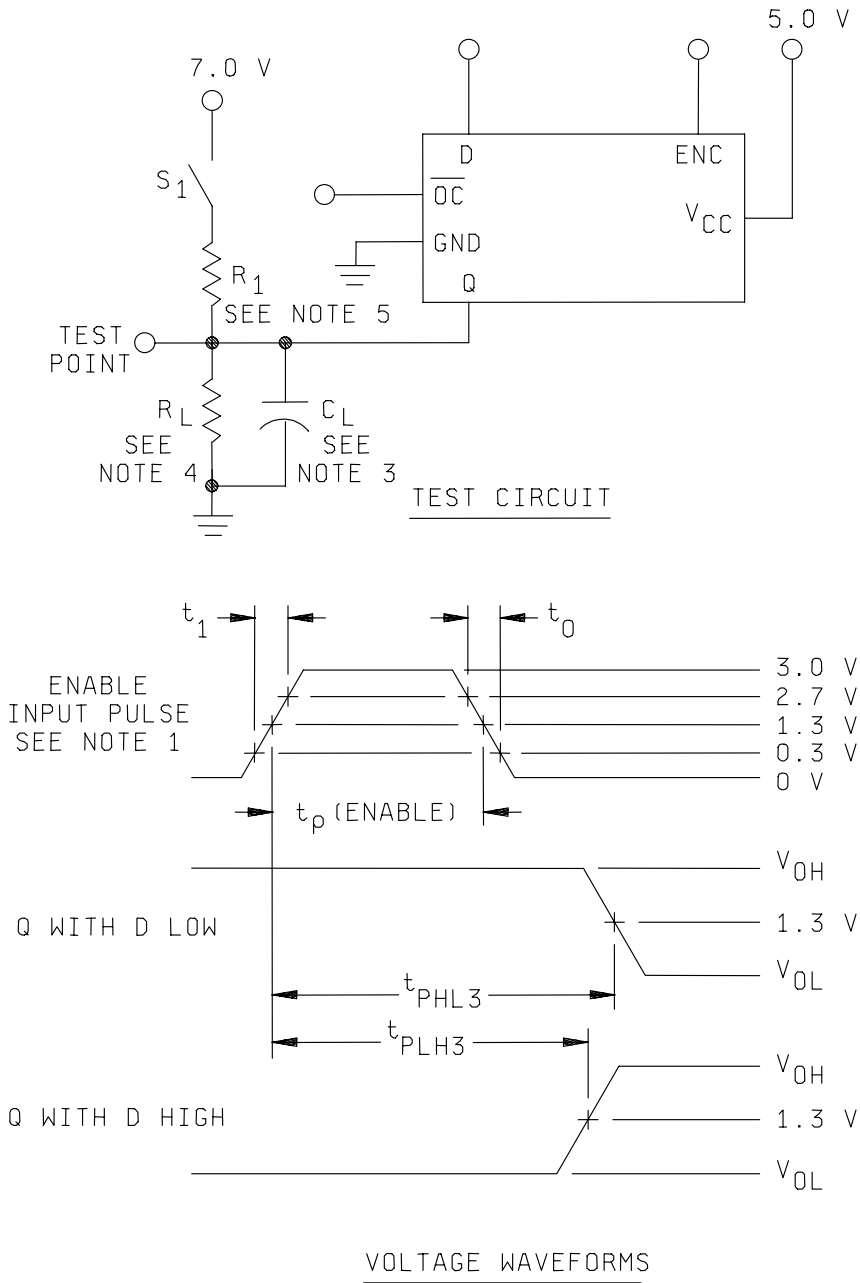 5.0 V
7.0 V
D
ENC
S1
OC
VCC
GND
R1
Q
SEE NOTE 5
TEST
POINT
RL
CL
SEE
NOTE 4
SEE
NOTE 3
TEST CIRCUIT
t1
t0
ENABLE
INPUT PULSE
SEE NOTE 1
3.0 V
2.7 V
1.3 V
0.3 V
0 V
tp (ENABLE)
VOH
Q WITH D LOW
1.3 V
VOL
tPHL3
tPLH3
VOH
Q WITH D HIGH
1.3 V
VOL
VOLTAGE WAVEFORMS